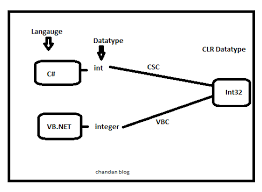 Langauge
Datatype
CLR Datatype
C#
int
CSC
Int32
VB.NET
integer
VBC
chandan blog